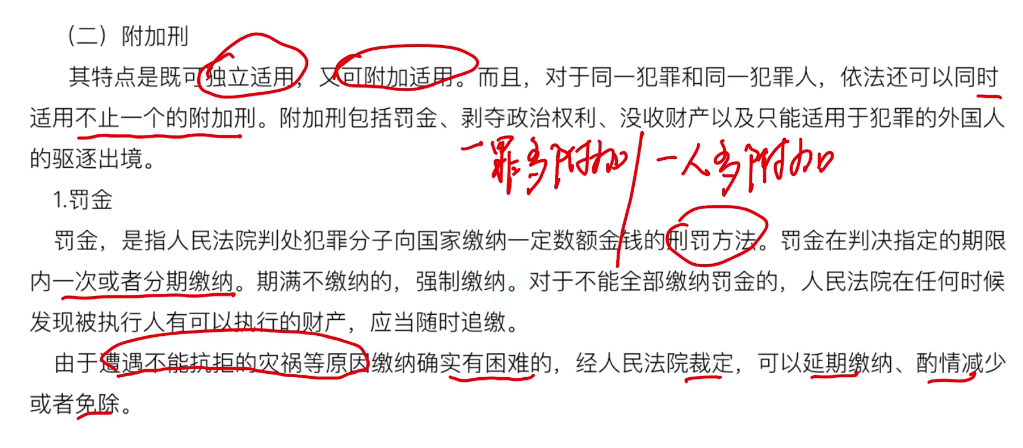 （二）附加刑
其特点是既可独立适用，又可附加适用。而且，对于同一犯罪和同一犯罪人，依法还可以同时
适用不止一个的附加刑。附加刑包括罚金、剥夺政治权利、没收财产以及只能适用于犯罪的外国人
的驱逐出境。
一罪多附加/一人多附加
1.罚金
罚金，是指人民法院判处犯罪分子向国家缴纳一定数额金钱的刑罚方法。罚金在判决指定的期限
内一次或者分期缴纳。期满不缴纳的，强制缴纳。对于不能全部缴纳罚金的，人民法院在任何时候
发现被执行人有可以执行的财产，应当随时追缴。
由于遭遇不能抗拒的灾祸等原因缴纳确实有困难的，经人民法院裁定，可以延期缴纳、酌情减少
或者免除。